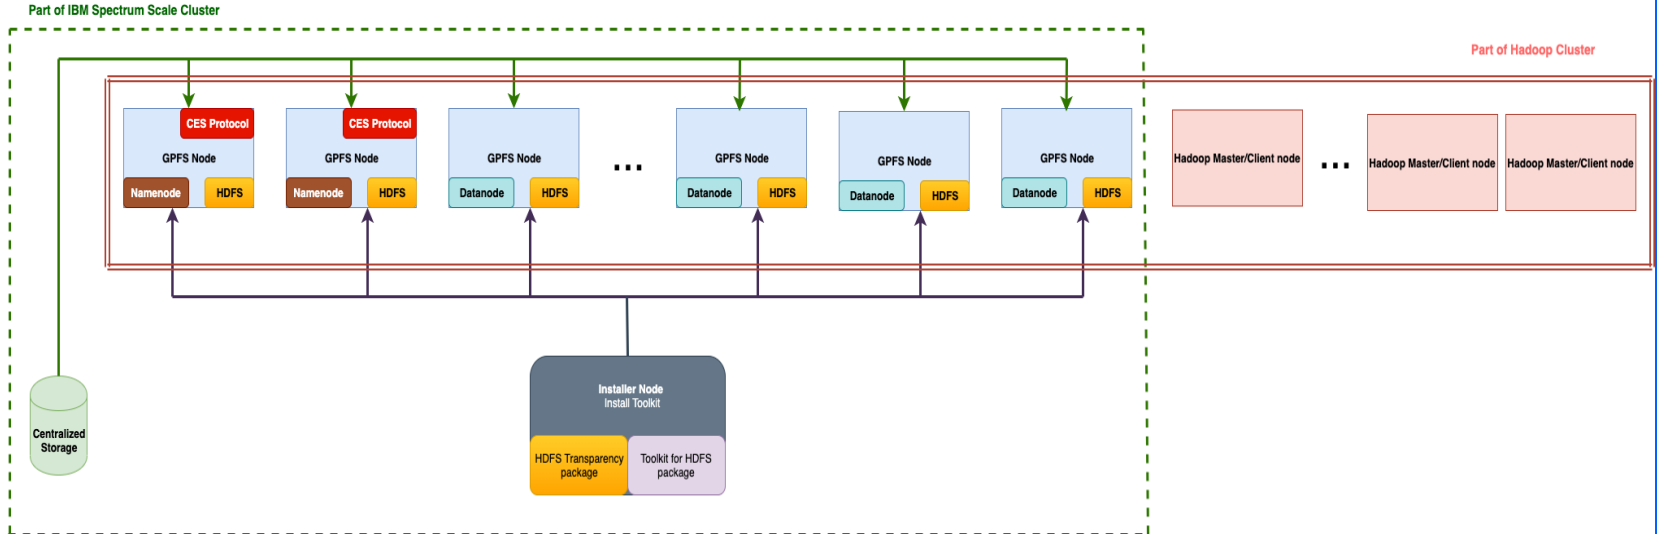 Part of IBM Spectrum Scale Cluster
Part of Hadoop Cluster
CES Protocol
GPFS Node
Namenode
HDFS
CES Protocol
GPFS Node
Namenode
HDFS
GPFS Node
Datanode
HDFS
...
GPFS Node
Datanode
HDFS
GPFS Node
Datanode
HDFS
GPFS Node
Datanode
HDFS
Hadoop Master/Client node
...
Hadoop Master/Client node
Hadoop Master/Client node
Centralized
Storage
Installer Node
Install Toolkit
HDFS Transparency
package
Toolkit for HDFS
package